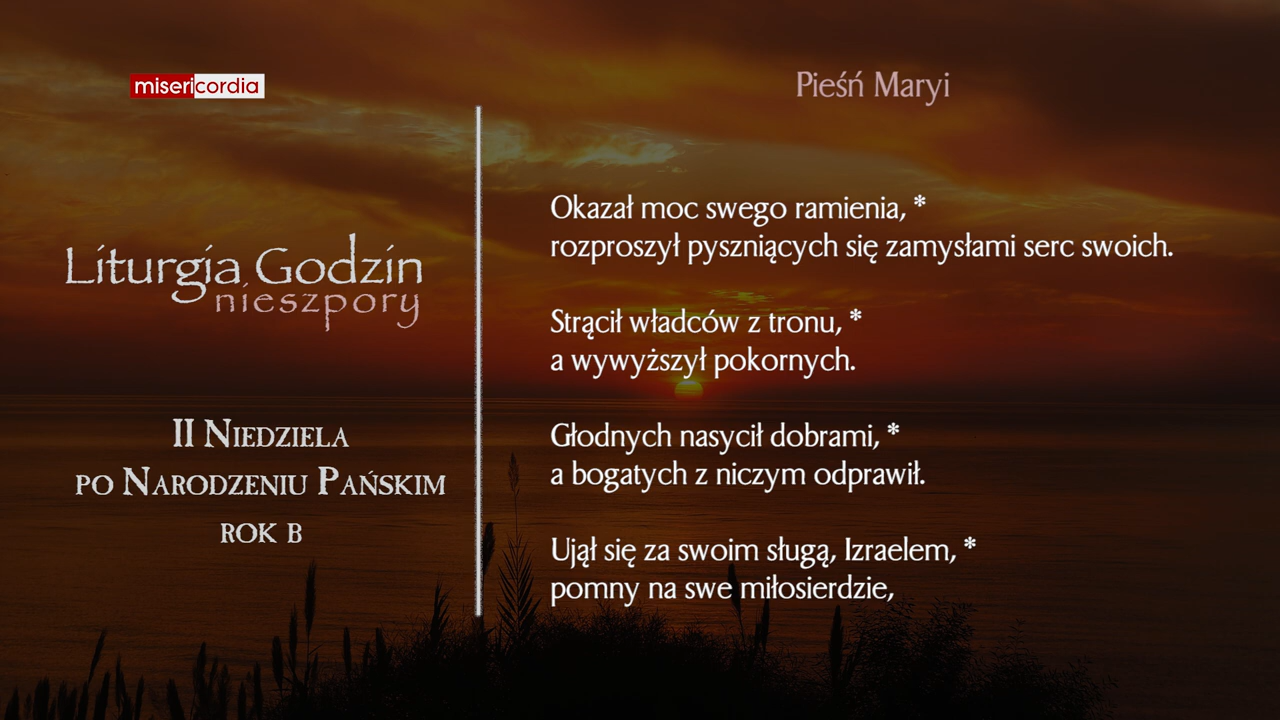 misericordia
Liturgia Godzin
nieszpory
II Niedziela
po Narodzeniu Pańskim
rok B
Pieśń Maryi
Okazał moc swego ramienia, *
rozproszył pyszniących się zamysłami serc swoich.
Strącił władców z tronu, *
a wywyższył pokornych.
Głodnych nasycił dobrami, *
a bogatych z niczym odprawił.
Ujął się za swoim sługą, Izraelem, *
pomny na swe miłosierdzie,